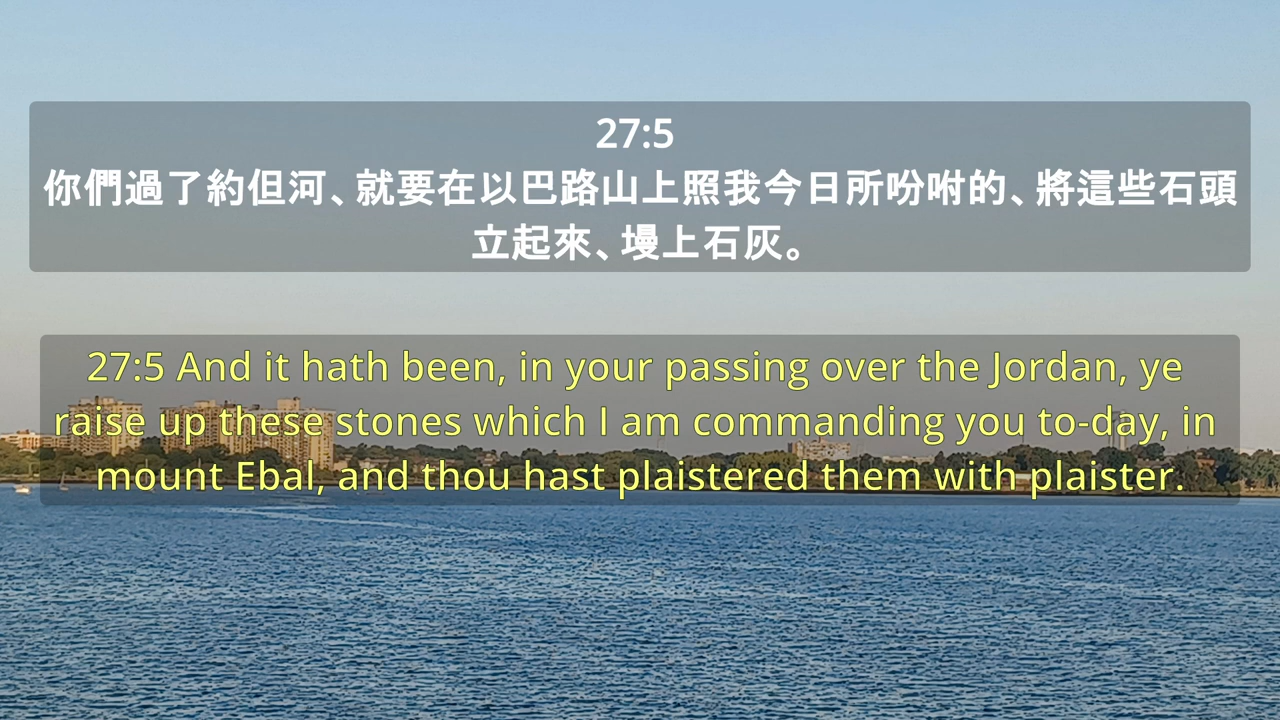 27:5
你們過了約但河、就要在以巴路山上照我今日所吩咐的、將這些石頭
立起來、墁上石灰。
27:5 And it hath been, in your passing over the Jordan, ye
raise up these stones which I am commanding you to-day, in
mount Ebal, and thou hast plaistered them with plaister.